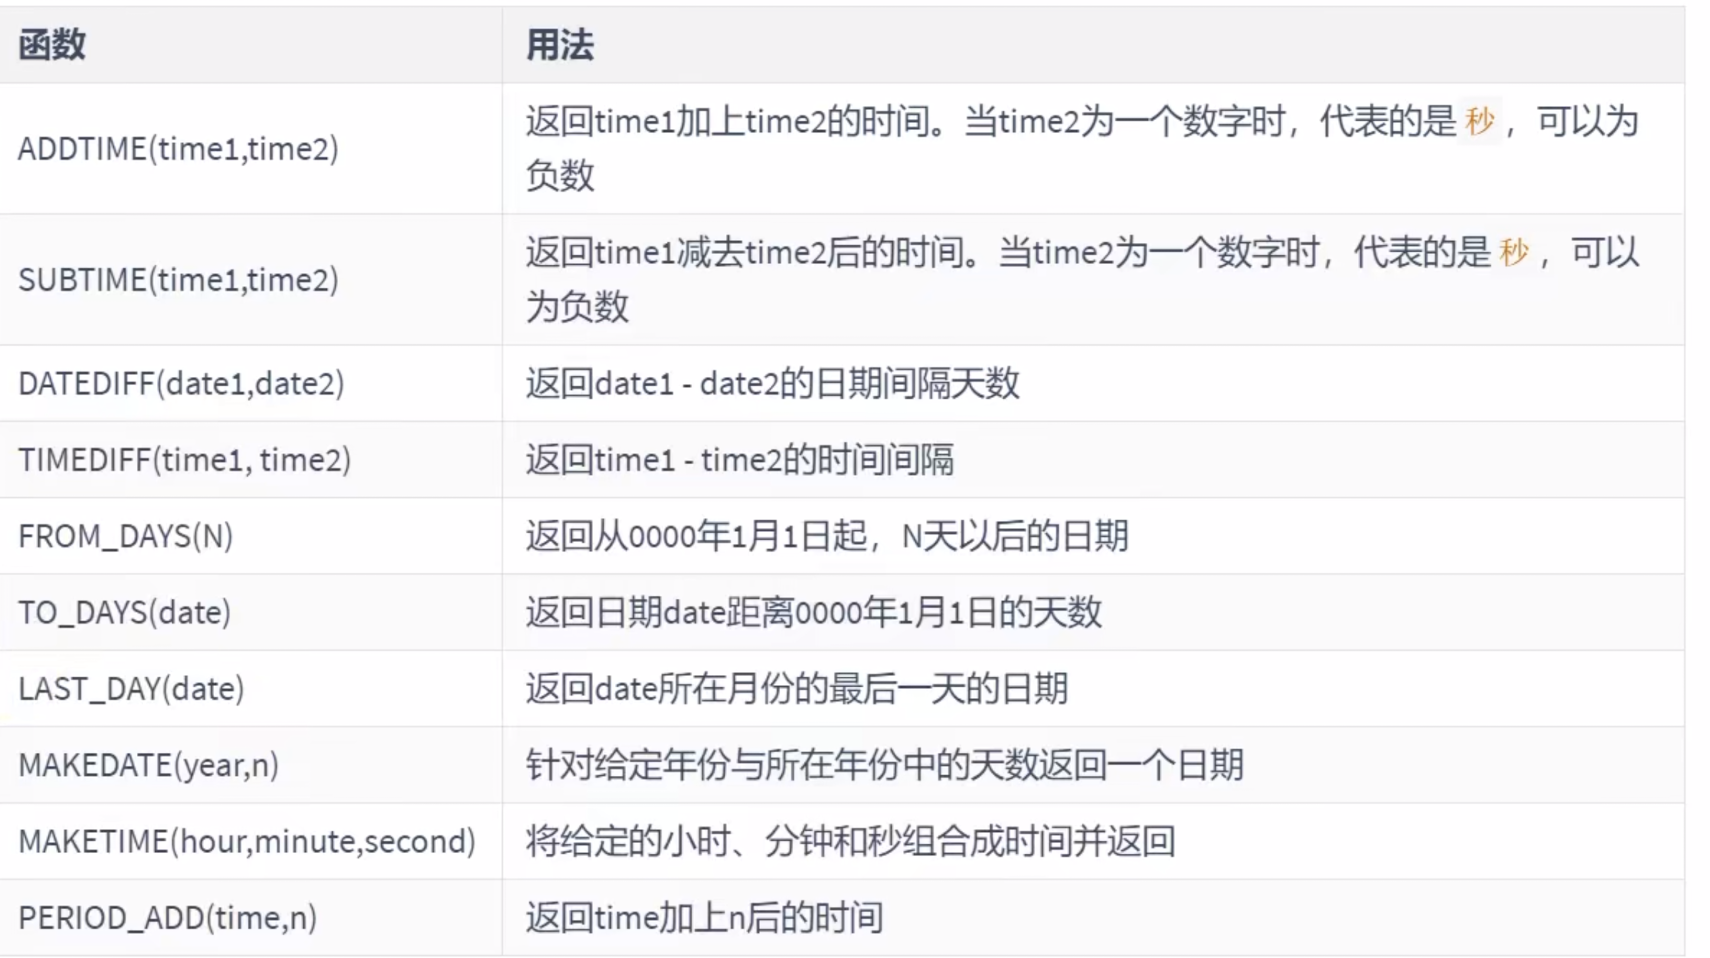 函数 用法
ADDTIME(time1,time2) 返回time1加上time2的时间。当time2为一个数字时，代表的是 秒 ，可以为
负数
SUBTIME(time1,time2) 返回time1减去time2后的时间。当time2为一个数字时，代表的是 秒 ，可以
为负数
DATEDIFF(date1,date2) 返回date1 - date2的日期间隔天数
TIMEDIFF(time1, time2) 返回time1 - time2的时间间隔
FROM_DAYS(N) 返回从0000年1月1日起，N天以后的日期
TO_DAYS(date) 返回日期date距离0000年1月1日的天数
LAST_DAY(date) 返回date所在月份的最后一天的日期
MAKEDATE(year,n) 针对给定年份与所在年份中的天数返回一个日期
MAKETIME(hour,minute,second) 将给定的小时、分钟和秒组合成时间并返回
PERIOD_ADD(time,n) 返回time加上n后的时间